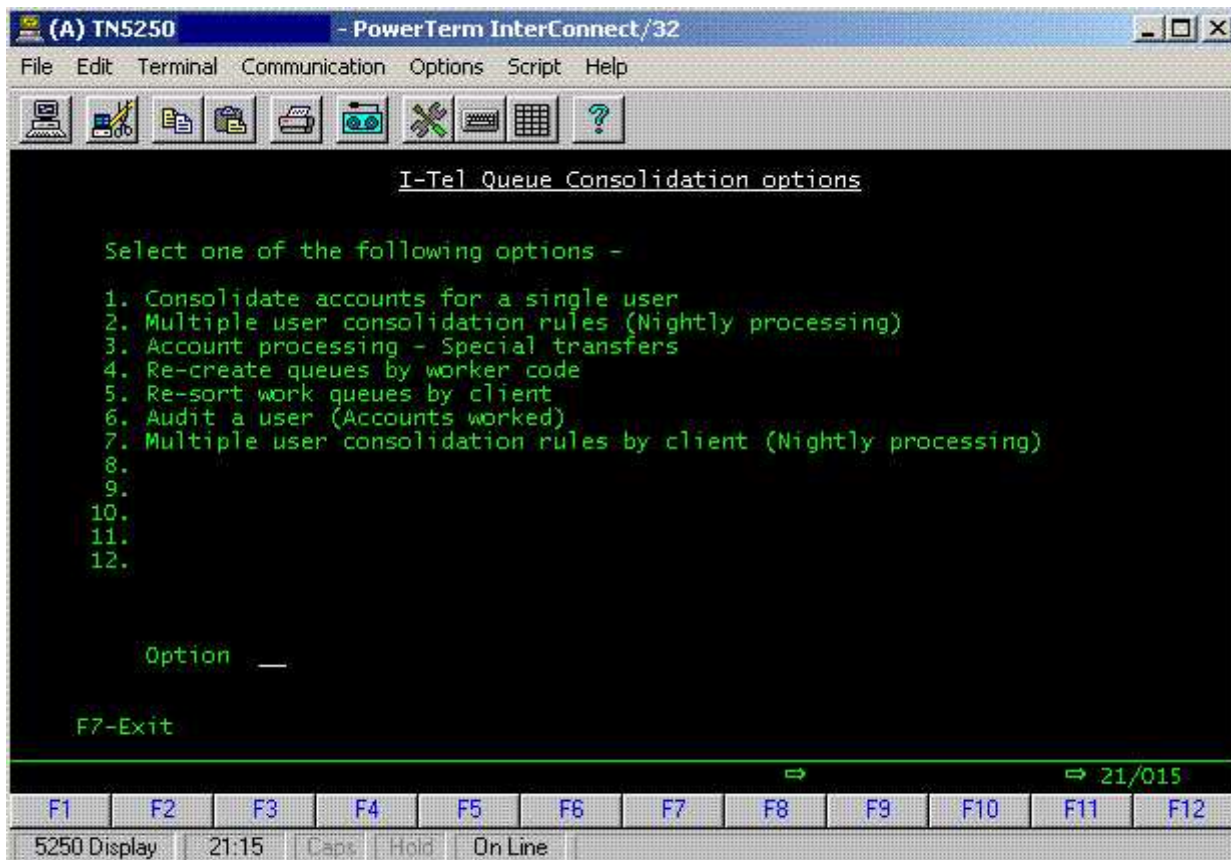 (A) TN5250 - PowerTerm InterConnect/32
File Edit Terminal Communication Options Script Help
I-Tel Queue Consolidation options
Select one of the following options -
1. Consolidate accounts for a single user
2. Multiple user consolidation rules (Nightly processing)
3. Account processing - Special transfers
4. Re-create queues by worker code
5. Re-sort work queues by client
6. Audit a user (Accounts worked)
7. Multiple user consolidation rules by client (Nightly processing)
8.
9.
10.
11.
12.
Option __
F7-Exit
⇨ ⇨ 21/015
F1 F2 F3 F4 F5 F6 F7 F8 F9 F10 F11 F12
5250 Display 21:15 Caps Hold On Line